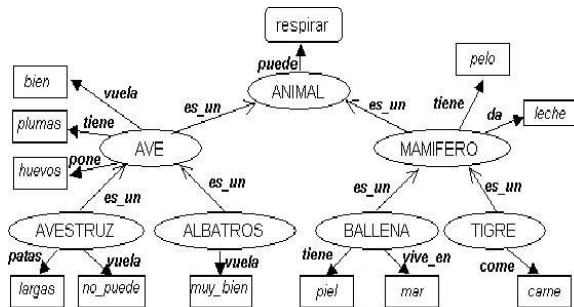 respirar
puede
bien
pelo
ANIMAL
vuela
es_un
es_un
tiene
da
leche
plumas
tiene
AVE
MAMIFERO
huevos
pone
es_un
es_un
es_un
es_un
AVESTRUZ
ALBATROS
BALLENA
TIGRE
patas
vuela
vuela
tiene
vive_en
come
largas
no_puede
muy_bien
piel
mar
carne